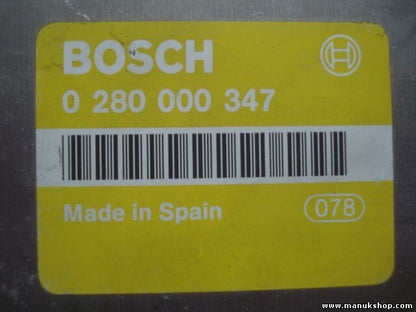 BOSCH
0 280 000 347
Made in Spain
078
www.manukshop.com